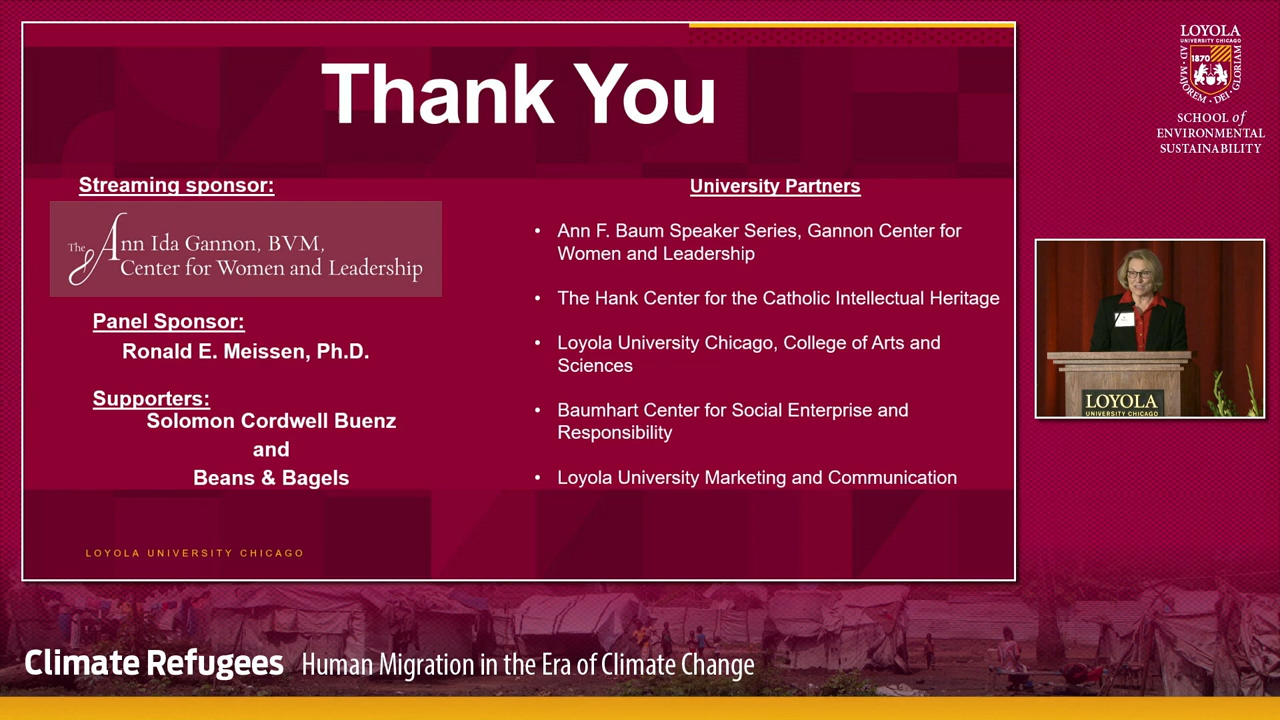 Thank You
Streaming sponsor:
The Ann Ida Gannon, BVM,
Center for Women and Leadership
Panel Sponsor:
Ronald E. Meissen, Ph.D.
Supporters:
Solomon Cordwell Buenz
and
Beans & Bagels
University Partners
• Ann F. Baum Speaker Series, Gannon Center for
Women and Leadership
• The Hank Center for the Catholic Intellectual Heritage
• Loyola University Chicago, College of Arts and
Sciences
• Baumhart Center for Social Enterprise and
Responsibility
• Loyola University Marketing and Communication
LOYOLA UNIVERSITY CHICAGO
LOYOLA
UNIVERSITY CHICAGO
1870
AD · MAJOREM · DEI · GLORIAM
SCHOOL of
ENVIRONMENTAL
SUSTAINABILITY
LOYOLA
UNIVERSITY CHICAGO
Climate Refugees Human Migration in the Era of Climate Change